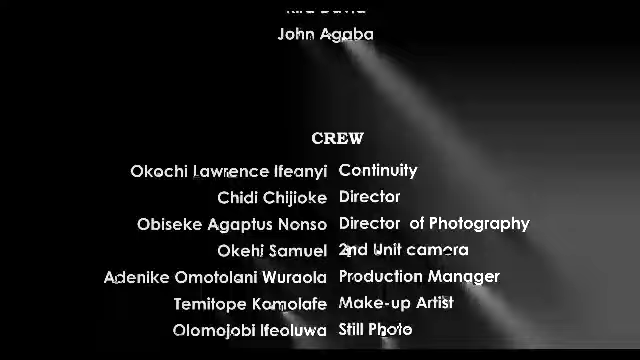 John Agaba
CREW
Okochi Lawrence Ifeanyi Continuity
Chidi Chijioke Director
Obiseke Agaptus Nonso Director of Photography
Okehi Samuel 2nd Unit camera
Adenike Omotolani Wuraola Production Manager
Temitope Komolafe Make-up Artist
Olomojobi Ifeoluwa Still Photo